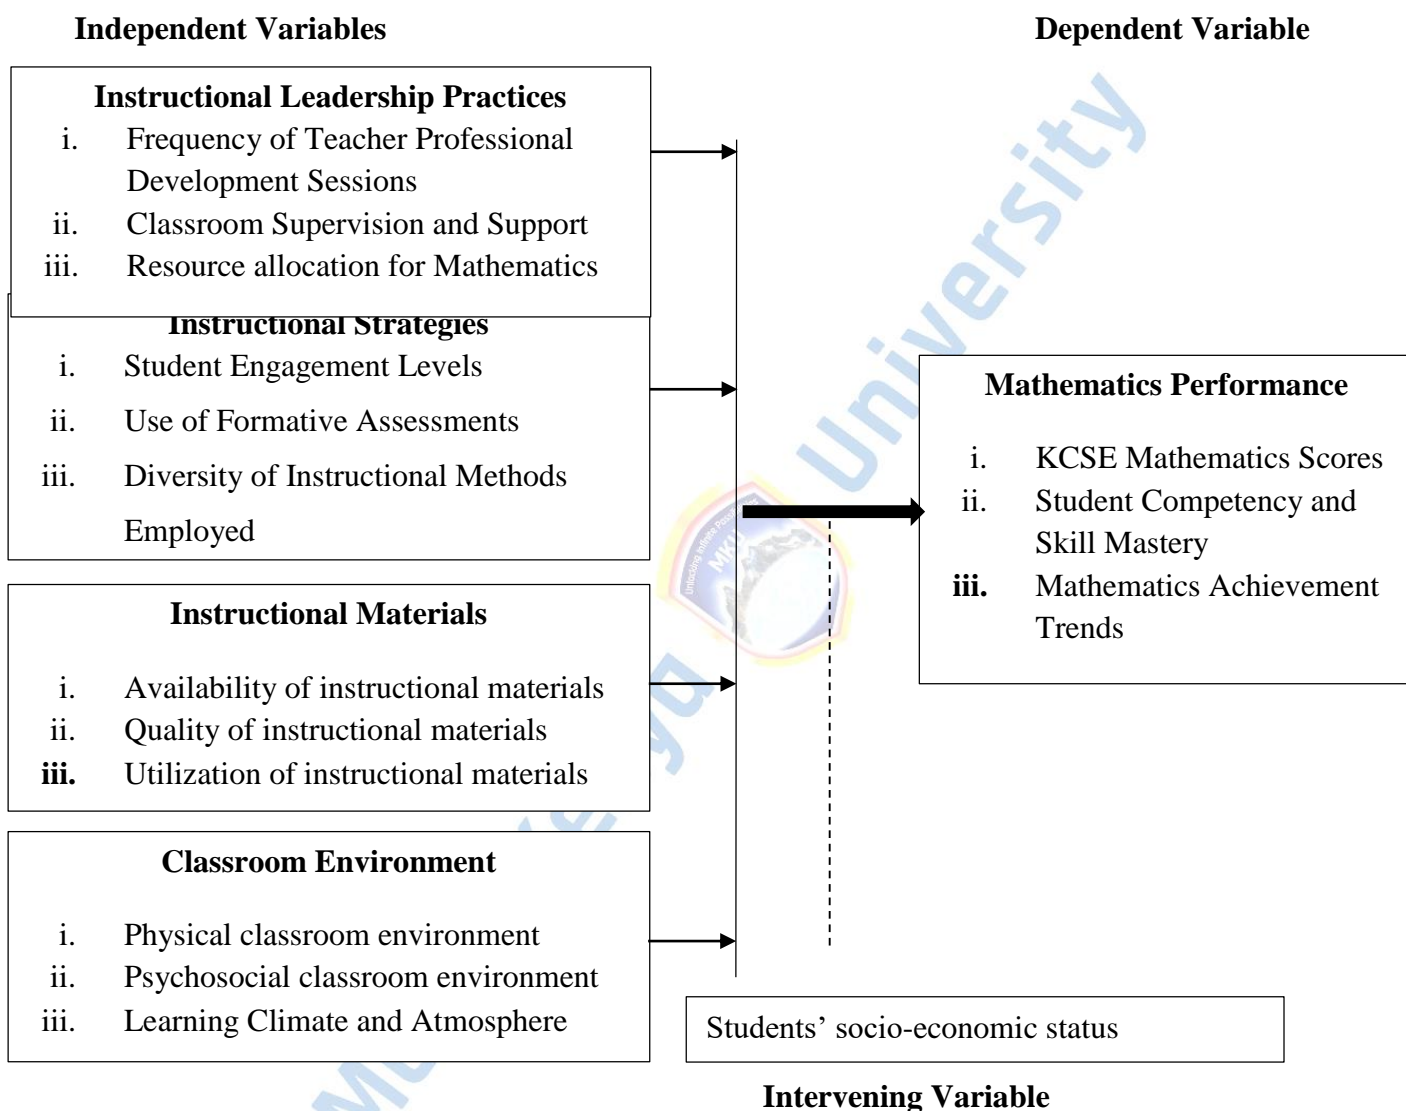 Independent Variables
Dependent Variable
Instructional Leadership Practices
i. Frequency of Teacher Professional
Development Sessions
ii. Classroom Supervision and Support
iii. Resource allocation for Mathematics
Instructional Strategies
i. Student Engagement Levels
ii. Use of Formative Assessments
iii. Diversity of Instructional Methods
Employed
Instructional Materials
i. Availability of instructional materials
ii. Quality of instructional materials
iii. Utilization of instructional materials
Classroom Environment
i. Physical classroom environment
ii. Psychosocial classroom environment
iii. Learning Climate and Atmosphere
Mathematics Performance
i. KCSE Mathematics Scores
ii. Student Competency and
Skill Mastery
iii. Mathematics Achievement
Trends
Students’ socio-economic status
Intervening Variable
University
MKU
Unlocking Infinite